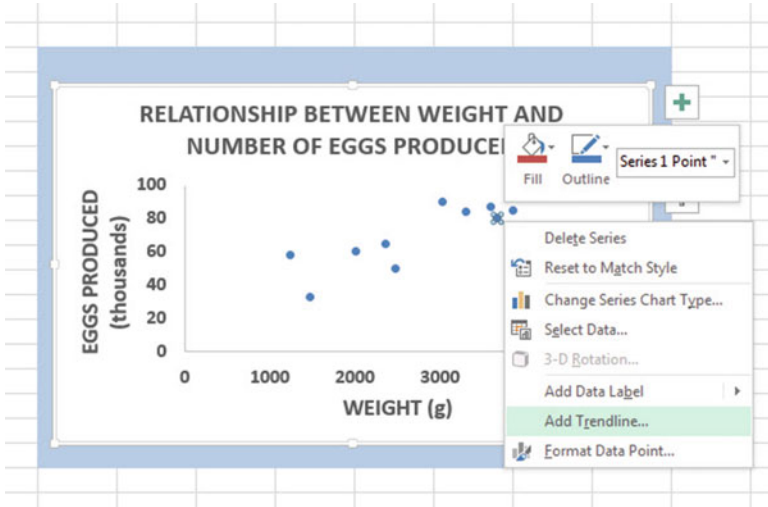 RELATIONSHIP BETWEEN WEIGHT AND
NUMBER OF EGGS PRODUCE
Fill
Outline
Series 1 Point "
EGGS PRODUCED
(thousands)
100
80
60
40
20
0
0
1000
2000
3000
WEIGHT (g)
Delete Series
Reset to Match Style
Change Series Chart Type...
Select Data...
3-D Rotation...
Add Data Label
Add Trendline...
Format Data Point...